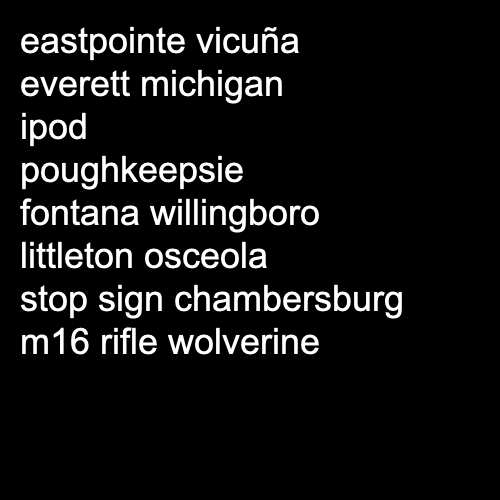 eastpointe vicuña
everett michigan
ipod
poughkeepsie
fontana willingboro
littleton osceola
stop sign chambersburg
m16 rifle wolverine